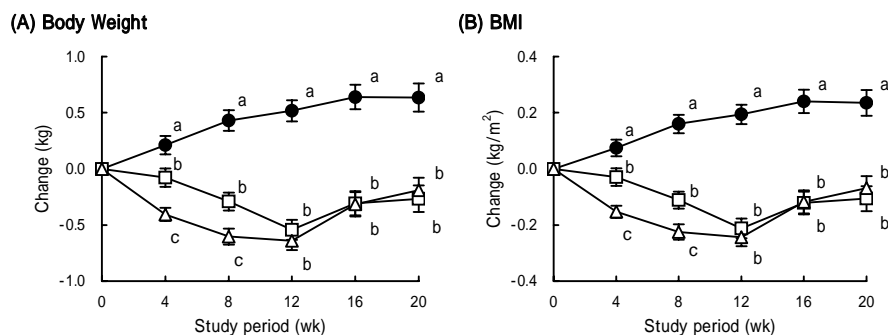 (A) Body Weight
(B) BMI
Change (kg)
1.0
0.5
0.0
-0.5
-1.0
a
a
a
a
a
b
b
b
b
b
c
c
b
b
b
0
4
8
12
16
20
Study period (wk)
Change (kg/m²)
0.4
0.2
0.0
-0.2
-0.4
a
a
a
a
a
b
b
b
b
b
c
c
b
b
b
0
4
8
12
16
20
Study period (wk)